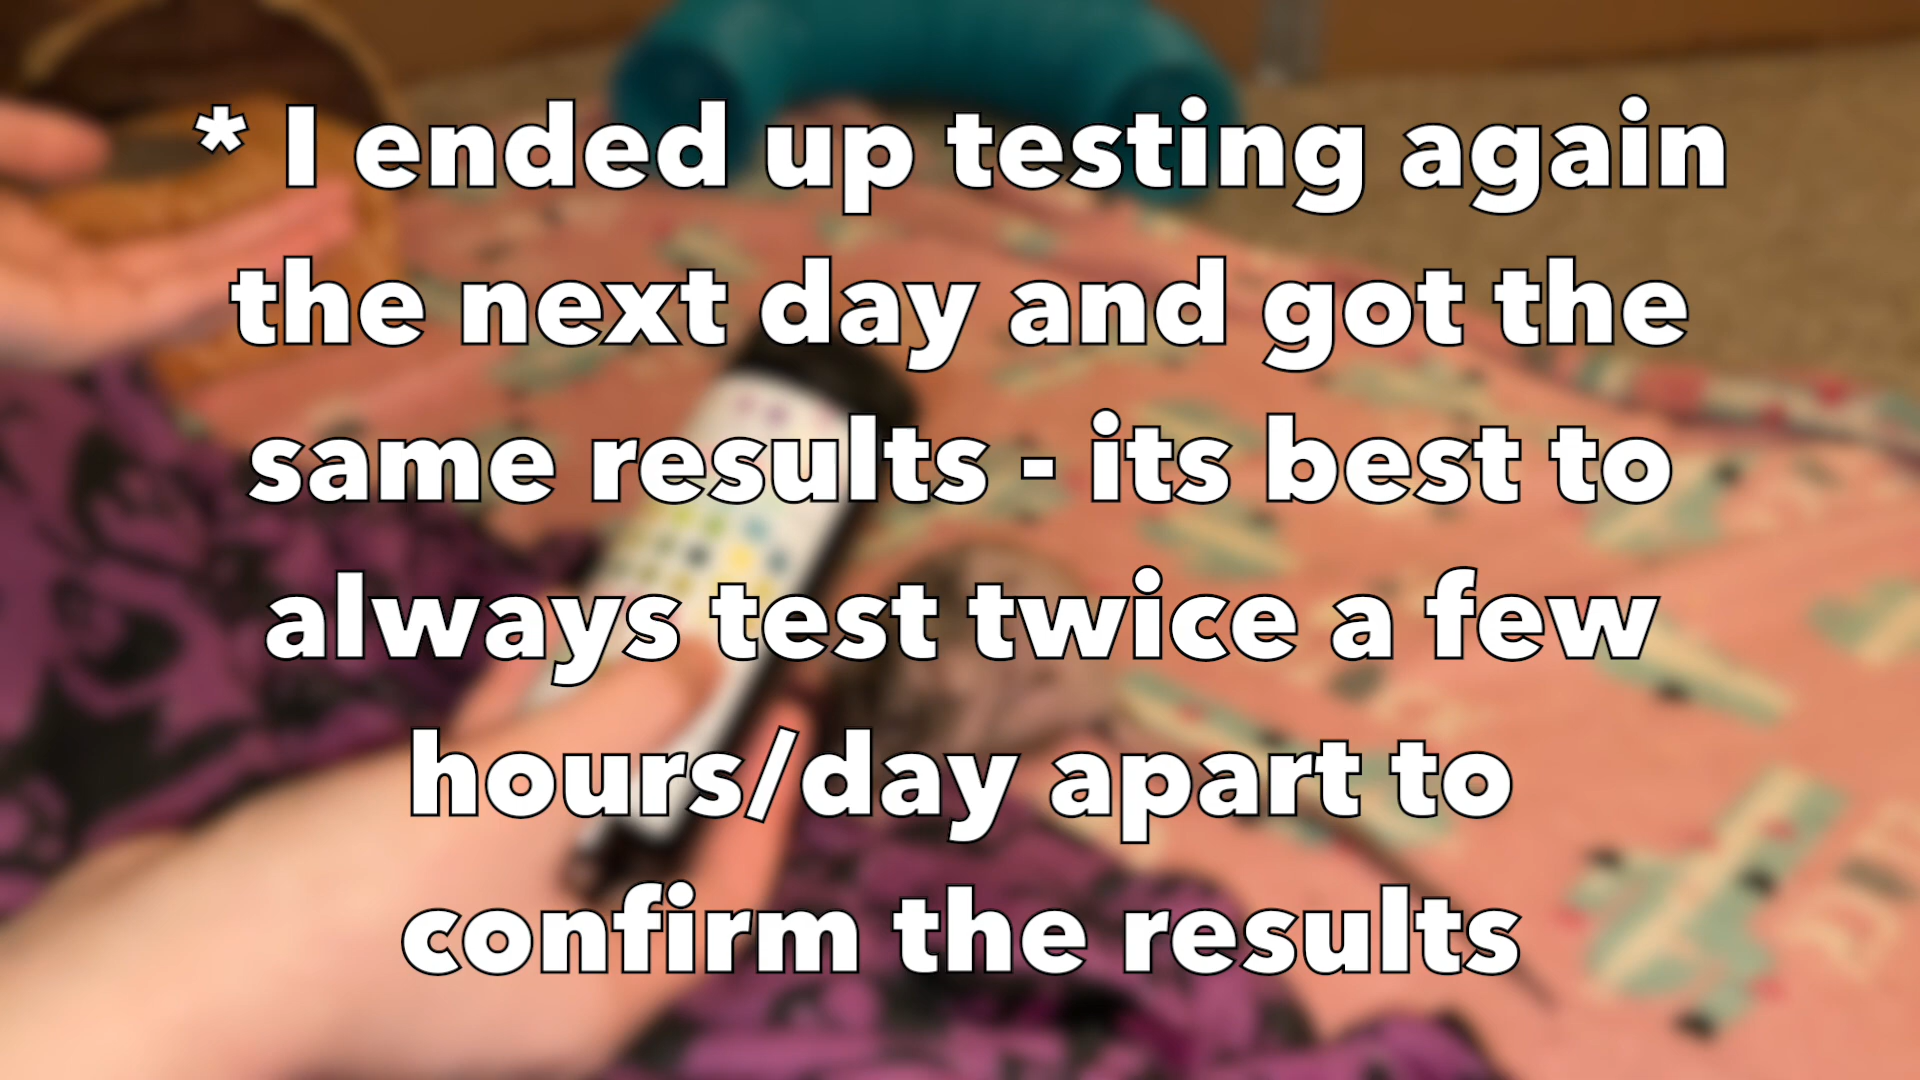 * I ended up testing again
the next day and got the
same results - its best to
always test twice a few
hours/day apart to
confirm the results